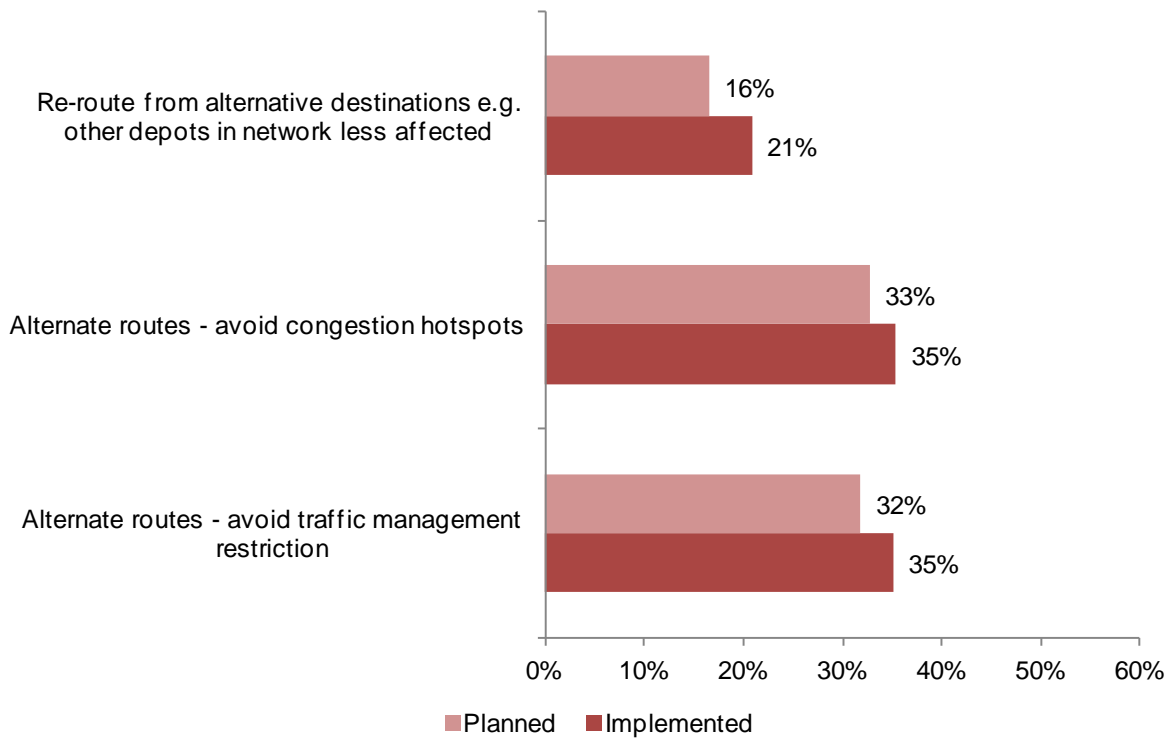 Re-route from alternative destinations e.g.
other depots in network less affected
16%
21%
Alternate routes - avoid congestion hotspots
33%
35%
Alternate routes - avoid traffic management
restriction
32%
35%
0% 10% 20% 30% 40% 50% 60%
Planned Implemented